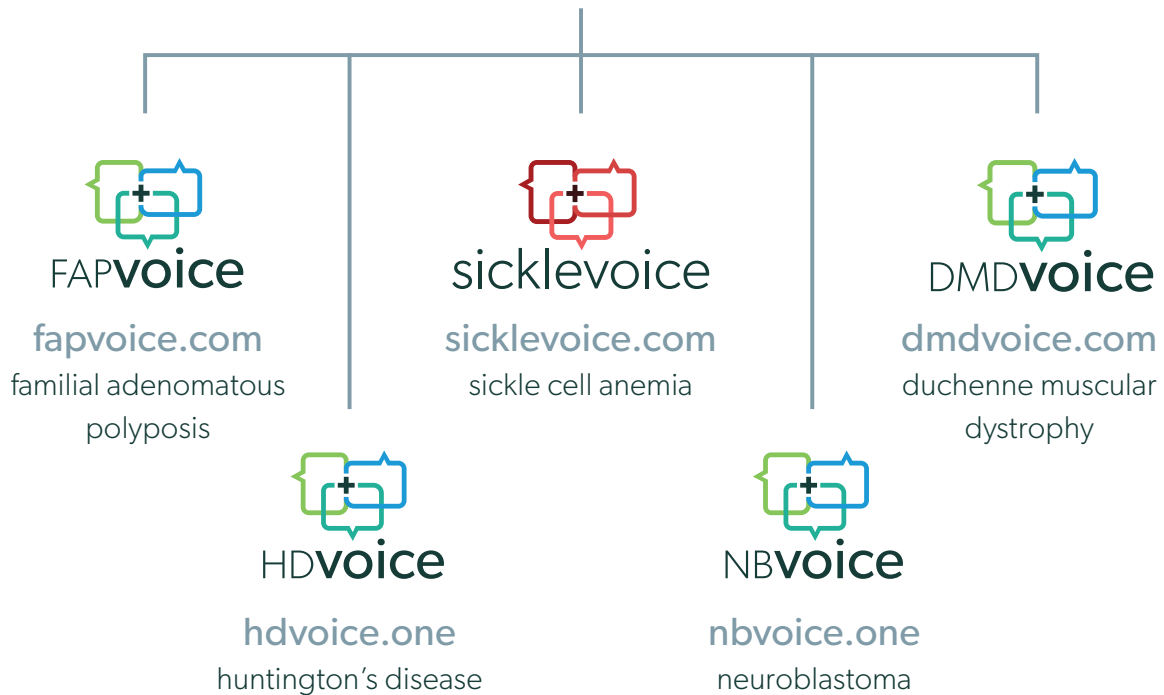 FAPvoice
fapvoice.com
familial adenomatous
polyposis
sicklevoice
sicklevoice.com
sickle cell anemia
DMDvoice
dmdvoice.com
duchenne muscular
dystrophy
HDvoice
hdvoice.one
huntington's disease
NBvoice
nbvoice.one
neuroblastoma